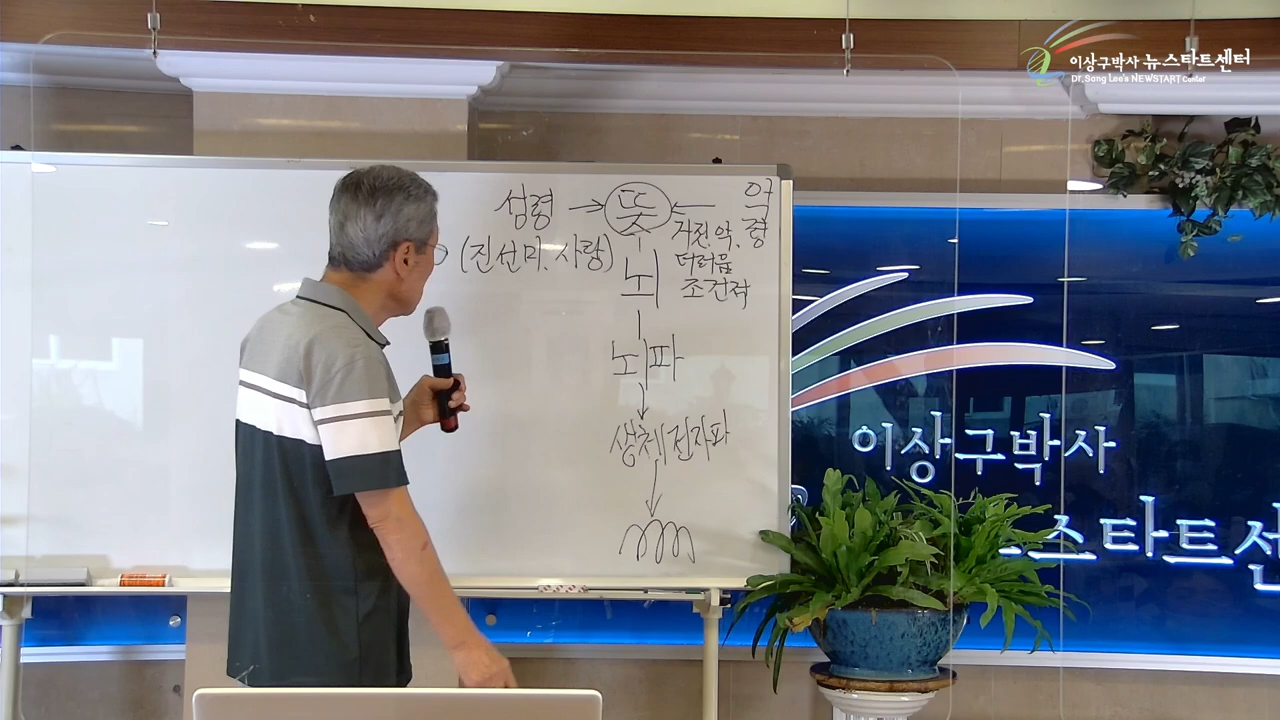 이상구박사 뉴스타트센터
Dr. Sang Lee's NEWSTART Center
성령 → 뜻 ← 악령
(진선미, 사랑)
거짓, 악,
더러움
조건적
뇌
뇌파
생체전자파
이상구박사
스타트센